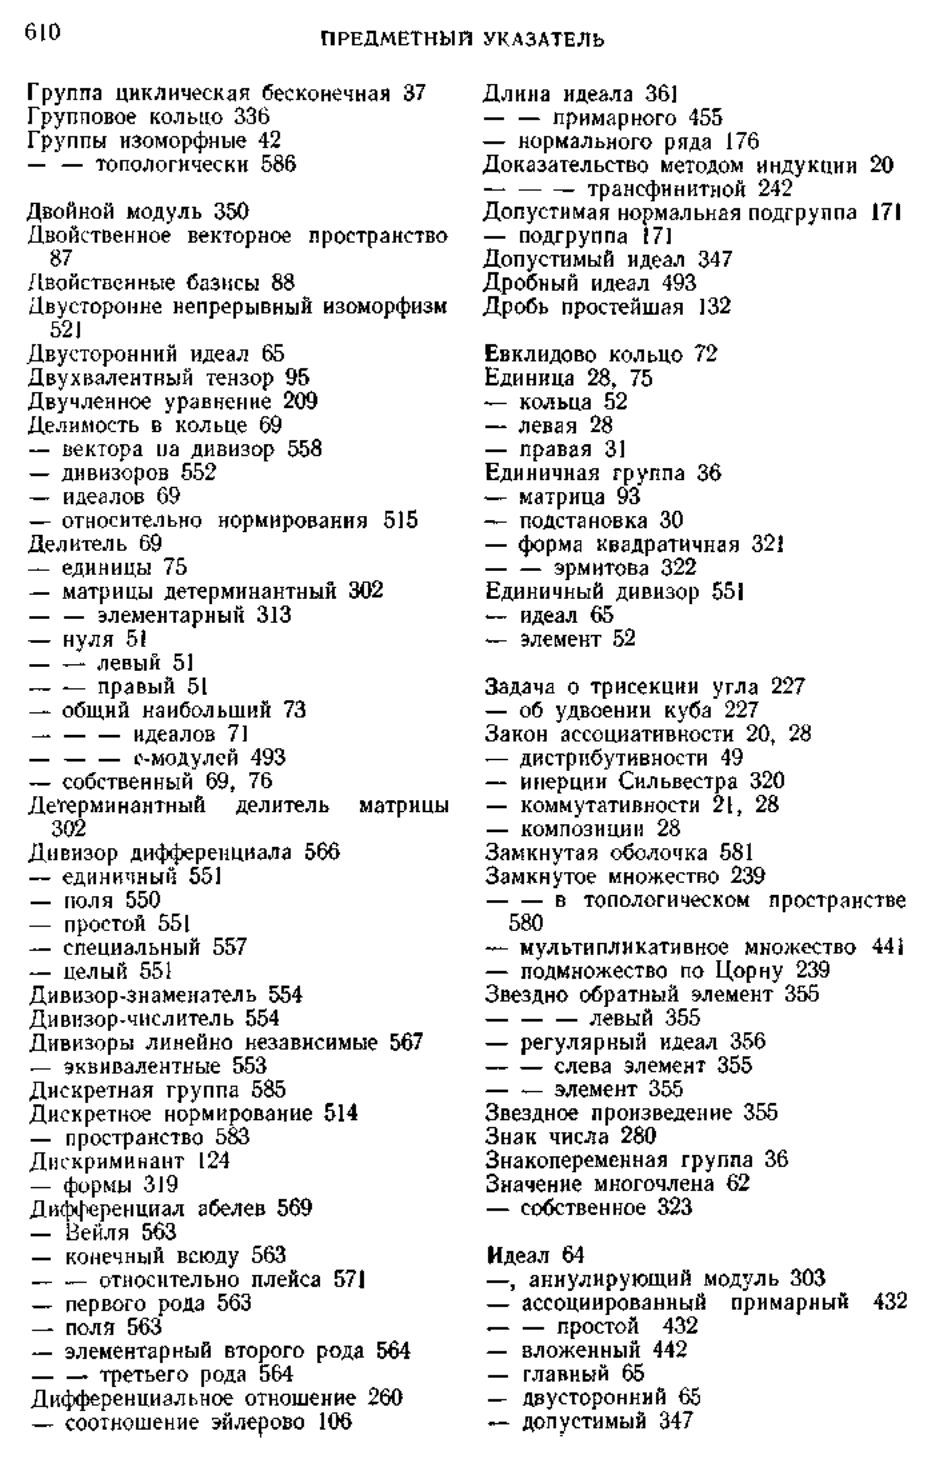 610
ПРЕДМЕТНЫЙ УКАЗАТЕЛЬ
Группа циклическая бесконечная 37
Групповое кольцо 336
Группы изоморфные 42
— — топологически 586
Двойной модуль 350
Двойственное векторное пространство
87
Двойственные базисы 88
Двусторонне непрерывный изоморфизм
521
Двусторонний идеал 65
Двухвалентный тензор 95
Двучленное уравнение 209
Делимость в кольце 69
— вектора на дивизор 558
— дивизоров 552
— идеалов 69
— относительно нормирования 515
Делитель 69
— единицы 75
— матрицы детерминантный 302
— — элементарный 313
— нуля 51
— — левый 51
— — правый 51
— общий наибольший 73
— — — идеалов 71
— — — о-модулей 493
— собственный 69, 76
Детерминантный делитель матрицы
302
Дивизор дифференциала 566
— единичный 551
— поля 550
— простой 551
— специальный 557
— целый 551
Дивизор-знаменатель 554
Дивизор-числитель 554
Дивизоры линейно независимые 567
— эквивалентные 553
Дискретная группа 585
Дискретное нормирование 514
— пространство 583
Дискриминант 124
— формы 319
Дифференциал абелев 569
— Вейля 563
— конечный всюду 563
— — относительно плейса 571
— первого рода 563
— поля 563
— элементарный второго рода 564
— — третьего рода 564
Дифференциальное отношение 260
— соотношение эйлерово 106
Длина идеала 361
— — примарного 455
— нормального ряда 176
Доказательство методом индукции 20
— — — трансфинитной 242
Допустимая нормальная подгруппа 171
— подгруппа 171
Допустимый идеал 347
Дробный идеал 493
Дробь простейшая 132
Евклидово кольцо 72
Единица 28, 75
— кольца 52
— левая 28
— правая 31
Единичная группа 36
— матрица 93
— подстановка 30
— форма квадратичная 321
— — эрмитова 322
Единичный дивизор 551
— идеал 65
— элемент 52
Задача о трисекции угла 227
— об удвоении куба 227
Закон ассоциативности 20, 28
— дистрибутивности 49
— инерции Сильвестра 320
— коммутативности 21, 28
— композиции 28
Замкнутая оболочка 581
Замкнутое множество 239
— — в топологическом пространстве
580
— мультипликативное множество 441
— подмножество по Цорну 239
Звездно обратный элемент 355
— — — левый 355
— регулярный идеал 356
— — слева элемент 355
— — элемент 355
Звездное произведение 355
Знак числа 280
Знакопеременная группа 36
Значение многочлена 62
— собственное 323
Идеал 64
—, аннулирующий модуль 303
— ассоциированный примарный 432
— — простой 432
— вложенный 442
— главный 65
— двусторонний 65
— допустимый 347